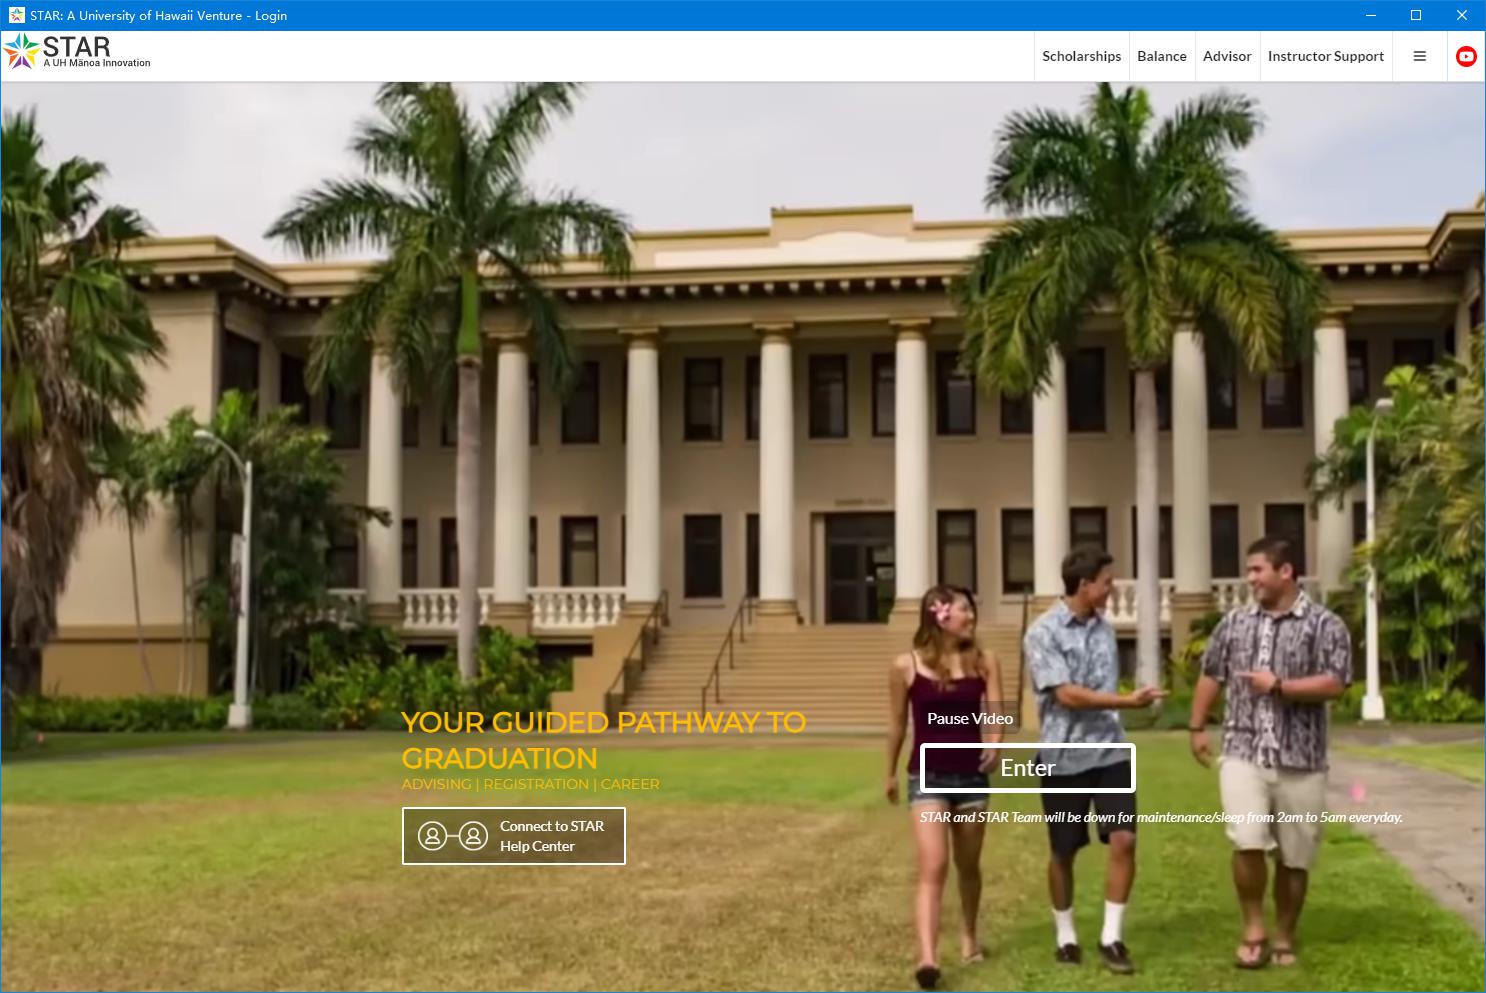 STAR: A University of Hawaii Venture - Login
STAR
A UH Mānoa Innovation
Scholarships
Balance
Advisor
Instructor Support
YOUR GUIDED PATHWAY TO
GRADUATION
ADVISING | REGISTRATION | CAREER
Connect to STAR
Help Center
Pause Video
Enter
STAR and STAR Team will be down for maintenance/sleep from 2am to 5am everyday.